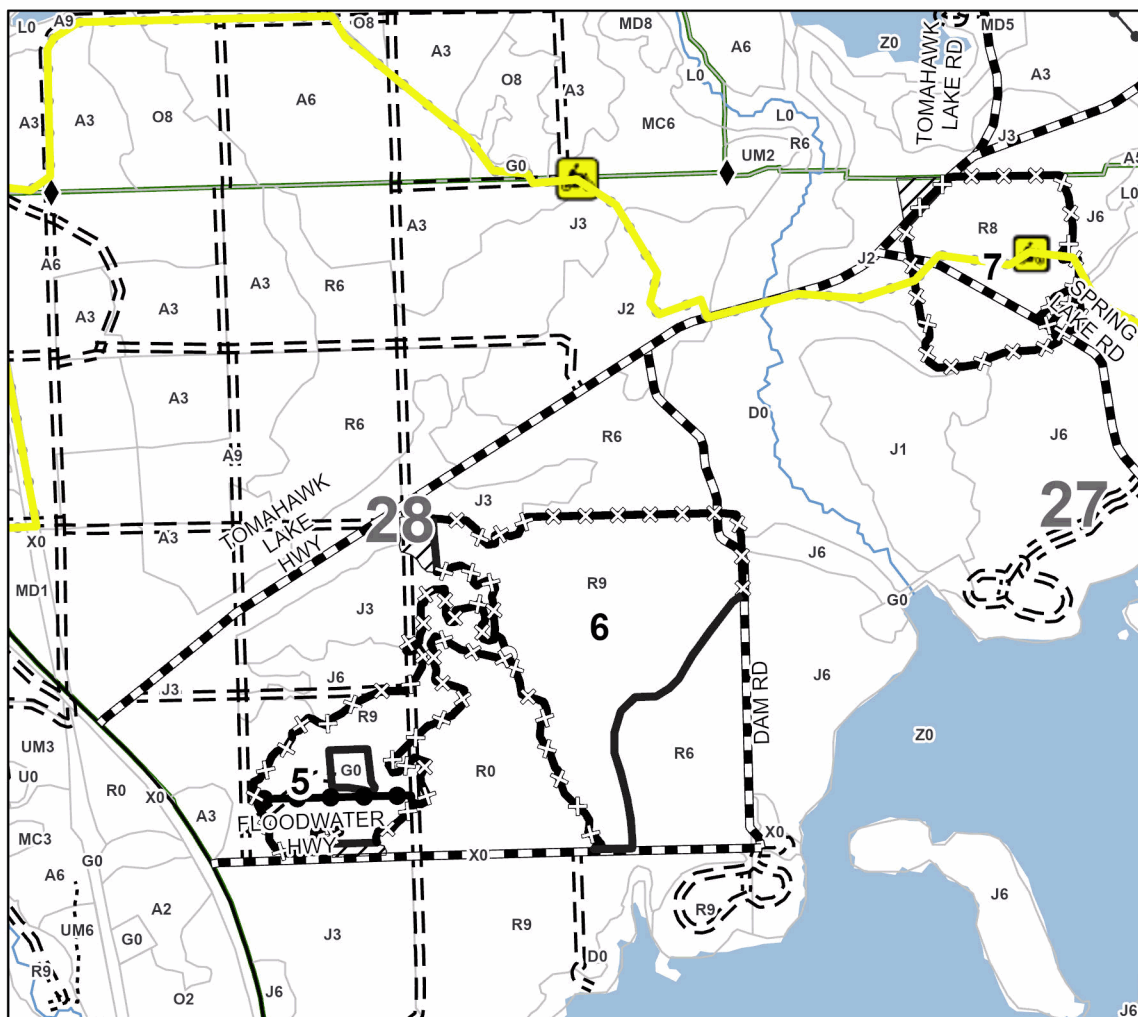 L0
A9
O8
MD8
MD5
A3
O8
A6
Z0
A3
L0
A3
A3
O8
A6
TOMAHAWK
LAKE RD
L0
MC6
R6
J3
G0
UM2
A3
J3
R8
J6
L0
A6
J2
7
A3
R6
A3
A3
J2
SPRING
LAKE RD
A3
D0
R6
R6
J1
J6
A9
TOMAHAWK
LAKE
HWY
28
J3
27
X0
A3
J6
MD1
R9
G0
J3
6
J3
J6
J6
R9
DAM RD
UM3
Z0
R6
U0
R0
X0
5
G0
R0
A3
FLOODWATER
HWY
X0
MC3
G0
X0
A6
J6
A2
R9
UM6
G0
J3
R9
D0
R9
O2
J6
J6